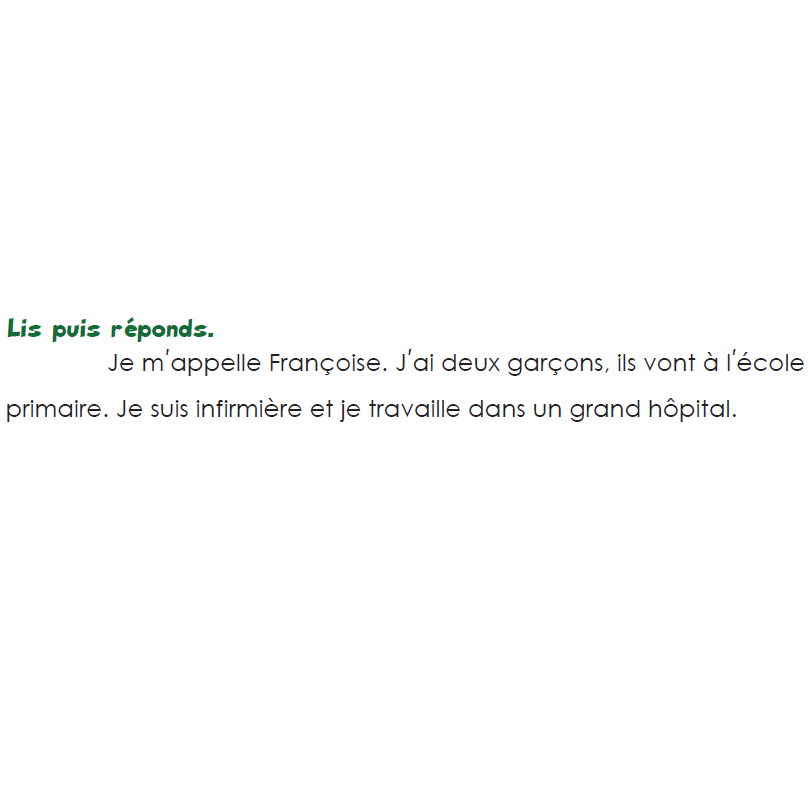 Lis puis réponds.
Je m'appelle Françoise. J'ai deux garçons, ils vont à l'école
primaire. Je suis infirmière et je travaille dans un grand hôpital.